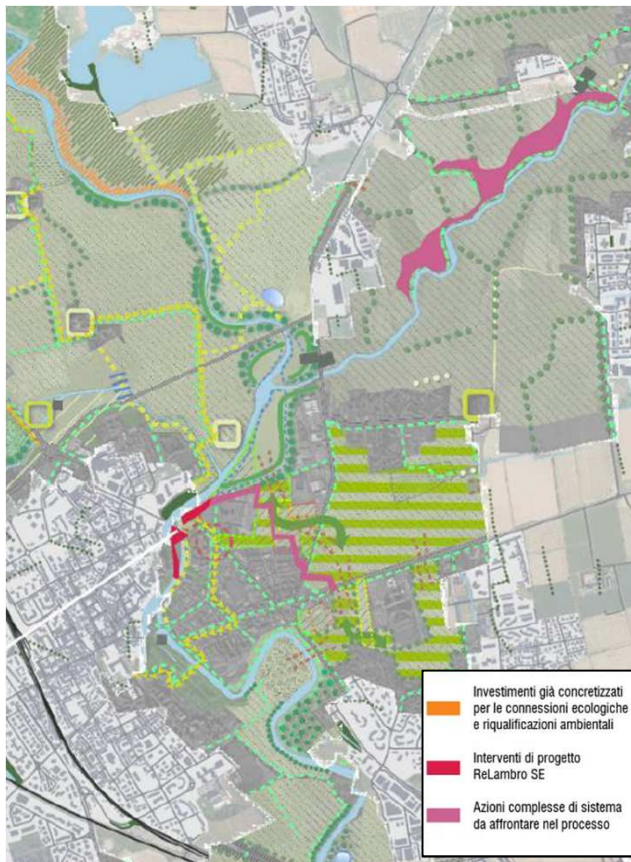 Investimenti già concretizzati
per le connessioni ecologiche
e riqualificazioni ambientali
Interventi di progetto
ReLambro SE
Azioni complesse di sistema
da affrontare nel processo